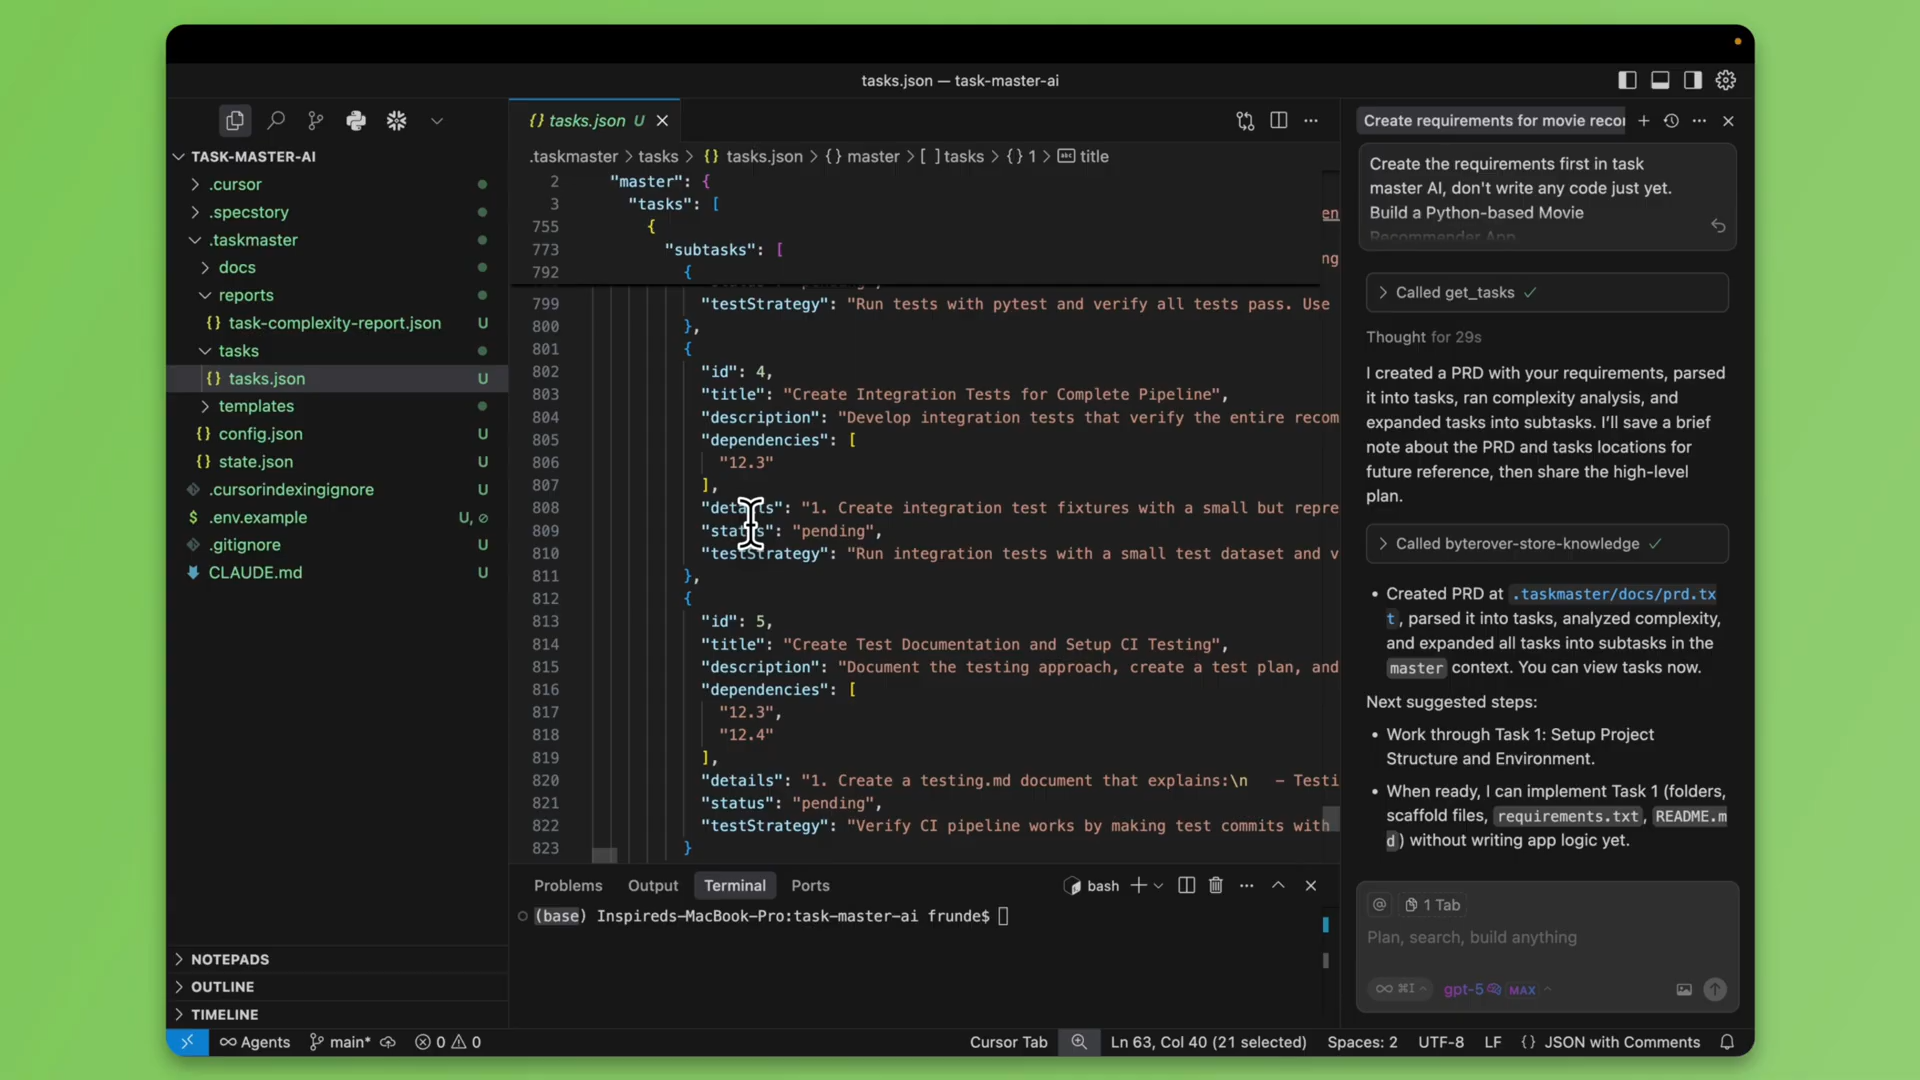 tasks.json — task-master-ai
TASK-MASTER-AI
.cursor
.specstory
.taskmaster
docs
reports
{} task-complexity-report.json U
tasks
{} tasks.json U
templates
{} config.json U
{} state.json U
.cursorindexingignore U
$ .env.example U,
.gitignore U
CLAUDE.md U
NOTEPADS
OUTLINE
TIMELINE
{} tasks.json U
.taskmaster > tasks > {} tasks.json > {} master > [ ] tasks > {} 1 > abc title
2 "master": {
3 "tasks": [
755 {
773 "subtasks": [
792 {
en
ng
799 "testStrategy": "Run tests with pytest and verify all tests pass. Use
800 },
801 {
802 "id": 4,
803 "title": "Create Integration Tests for Complete Pipeline",
804 "description": "Develop integration tests that verify the entire recom
805 "dependencies": [
806 "12.3"
807 ],
808 "details": "1. Create integration test fixtures with a small but repre
809 "status": "pending",
810 "testStrategy": "Run integration tests with a small test dataset and v
811 },
812 {
813 "id": 5,
814 "title": "Create Test Documentation and Setup CI Testing",
815 "description": "Document the testing approach, create a test plan, and
816 "dependencies": [
817 "12.3",
818 "12.4"
819 ],
820 "details": "1. Create a testing.md document that explains:\n   - Testi
821 "status": "pending",
822 "testStrategy": "Verify CI pipeline works by making test commits with
823 }
Problems Output Terminal Ports
bash
(base) Inspireds-MacBook-Pro:task-master-ai frunde$
Create requirements for movie recor
Create the requirements first in task
master AI, don't write any code just yet.
Build a Python-based Movie
Recommender App.
Called get_tasks ✓
Thought for 29s
I created a PRD with your requirements, parsed
it into tasks, ran complexity analysis, and
expanded tasks into subtasks. I'll save a brief
note about the PRD and tasks locations for
future reference, then share the high-level
plan.
Called byterover-store-knowledge ✓
• Created PRD at .taskmaster/docs/prd.tx
t, parsed it into tasks, analyzed complexity,
and expanded all tasks into subtasks in the
master context. You can view tasks now.
Next suggested steps:
• Work through Task 1: Setup Project
Structure and Environment.
• When ready, I can implement Task 1 (folders,
scaffold files, requirements.txt, README.m
d) without writing app logic yet.
@ 1 Tab
Plan, search, build anything
∞ ⌘I gpt-5 MAX
∞ Agents main* 0 0
Cursor Tab Ln 63, Col 40 (21 selected) Spaces: 2 UTF-8 LF {} JSON with Comments